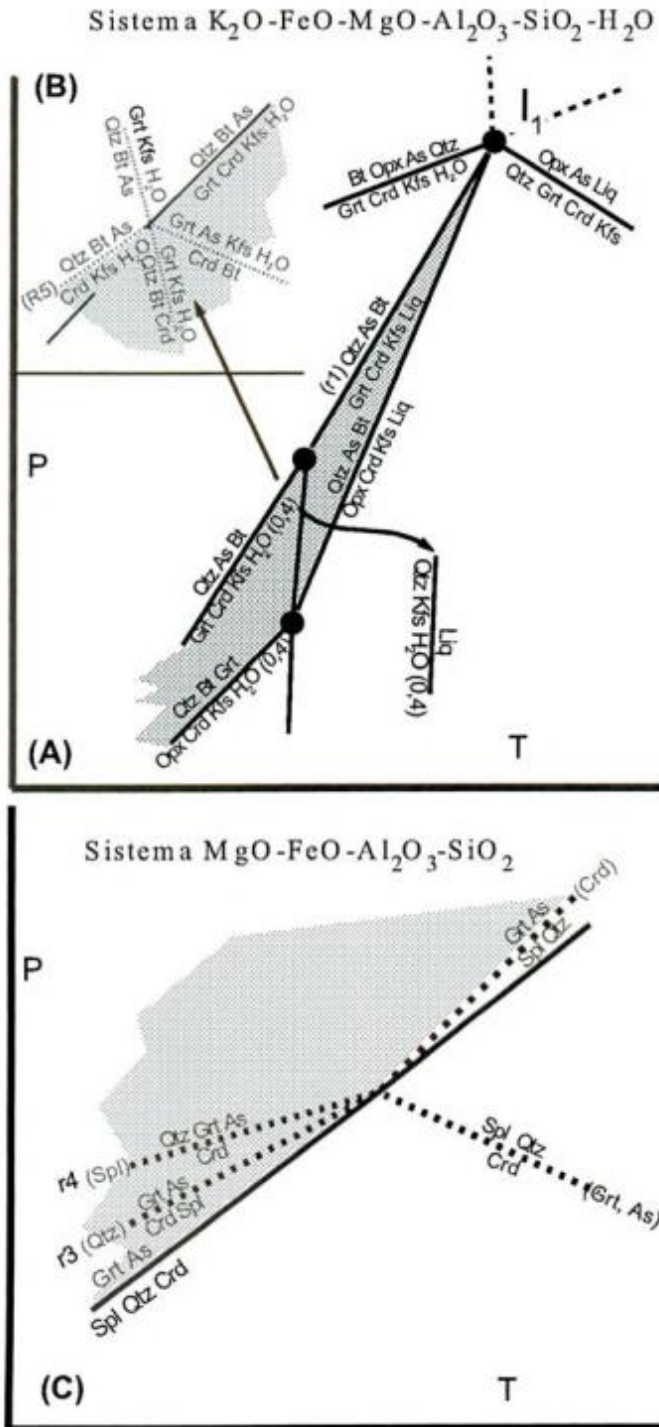 Sistema K₂O-FeO-MgO-Al₂O₃-SiO₂-H₂O
(B)
Grt Kfs H₂O
Qtz Bt As
Qtz Bt As
Grt Crd Kfs H₂O
Grt As Kfs H₂O
Crd Bt
Qtz Bt As
Crd Kfs H₂O
(R5)
Grt Kfs H₂O
Qtz Bt Crd
I₁
Bt Opx As Qtz
Grt Crd Kfs H₂O
Opx As Liq
Qtz Grt Crd Kfs
(r1) Qtz As Bt
Grt Crd Kfs Liq
Qtz As Bt
Opx Crd Kfs Liq
P
Qtz As Bt
Grt Crd Kfs H₂O (0,4)
Liq
Qtz Kfs H₂O (0,4)
Qtz Bt Grt
Opx Crd Kfs H₂O (0,4)
(A)
T
Sistema MgO-FeO-Al₂O₃-SiO₂
(Crd)
Grt As
Spl Qtz
P
Qtz Grt As
Crd
r4 (Spl)
Grt As
Crd Spl
r3 (Qtz)
Grt As
Spl Qtz Crd
Spl Qtz
Crd
(Grt, As)
(C)
T